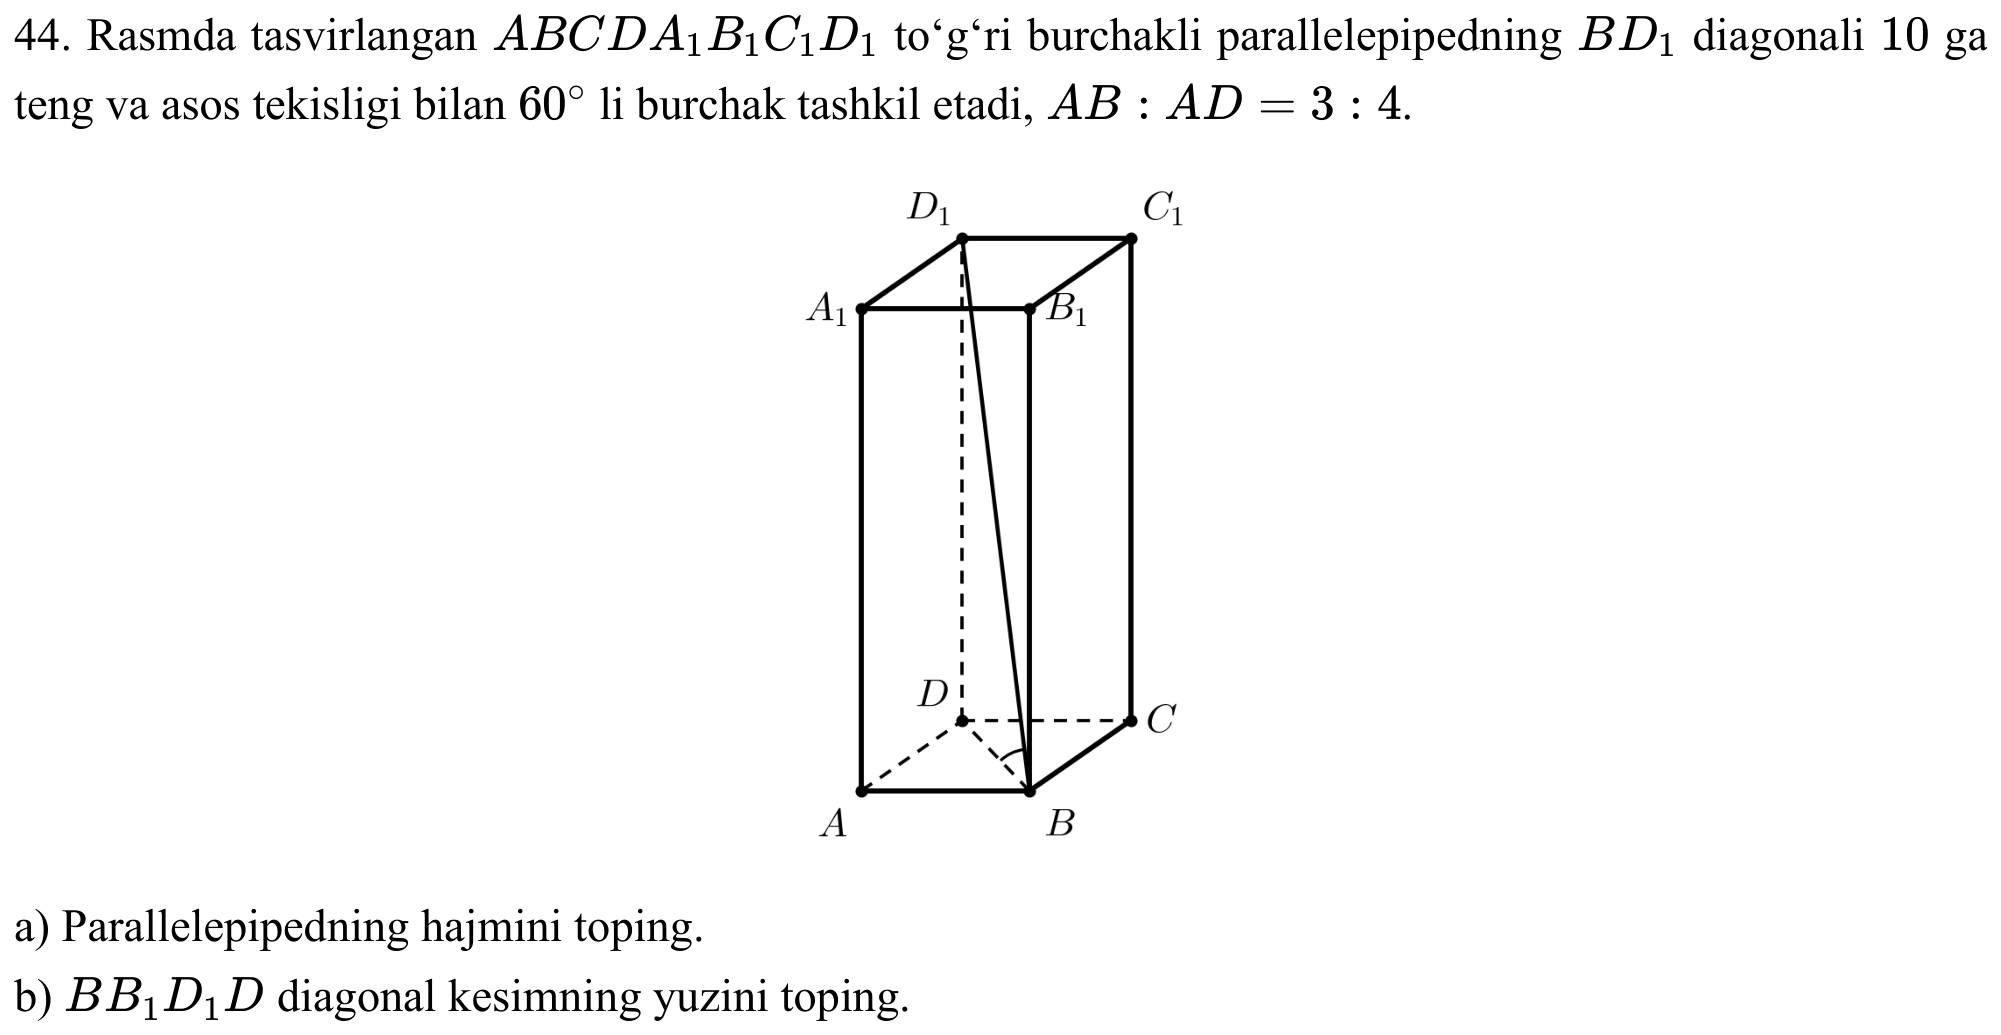 44. Rasmda tasvirlangan ABCDA₁B₁C₁D₁ to‘g‘ri burchakli parallelepipedning BD₁ diagonali 10 ga
teng va asos tekisligi bilan 60° li burchak tashkil etadi, AB : AD = 3 : 4.
D₁ C₁
A₁ B₁
D C
A B
a) Parallelepipedning hajmini toping.
b) BB₁D₁D diagonal kesimning yuzini toping.